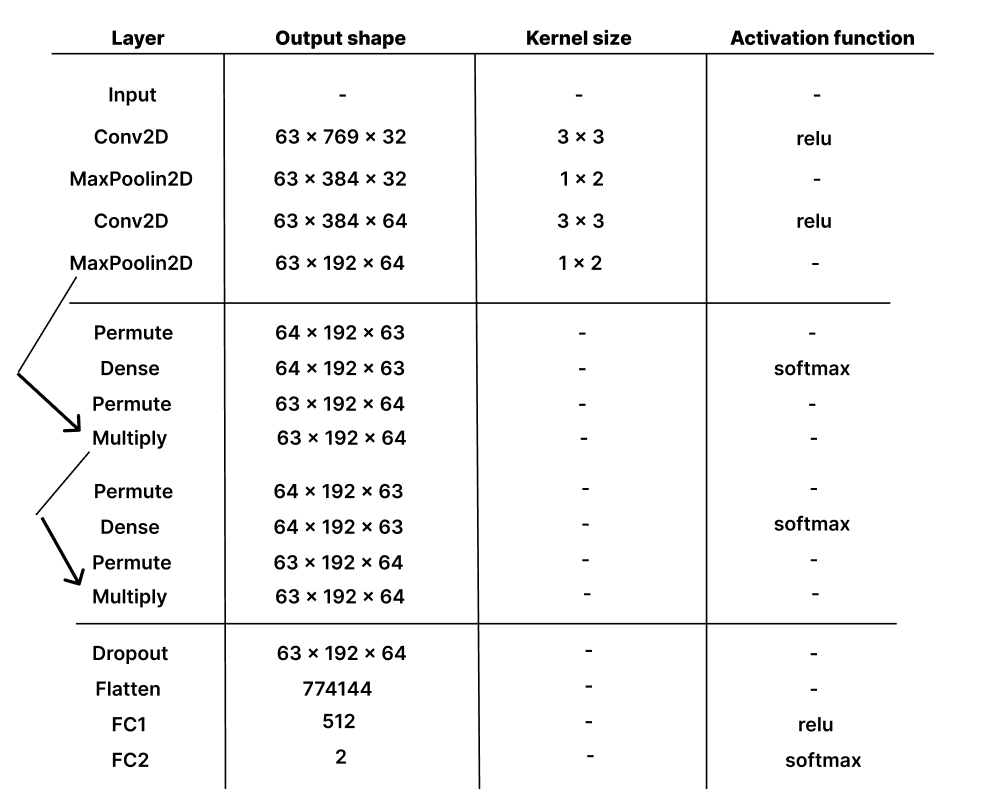 Layer Output shape Kernel size Activation function
Input - - -
Conv2D 63 × 769 × 32 3 × 3 relu
MaxPoolin2D 63 × 384 × 32 1 × 2 -
Conv2D 63 × 384 × 64 3 × 3 relu
MaxPoolin2D 63 × 192 × 64 1 × 2 -
Permute 64 × 192 × 63 - -
Dense 64 × 192 × 63 - softmax
Permute 63 × 192 × 64 - -
Multiply 63 × 192 × 64 - -
Permute 64 × 192 × 63 - -
Dense 64 × 192 × 63 - softmax
Permute 63 × 192 × 64 - -
Multiply 63 × 192 × 64 - -
Dropout 63 × 192 × 64 - -
Flatten 774144 - -
FC1 512 - relu
FC2 2 - softmax